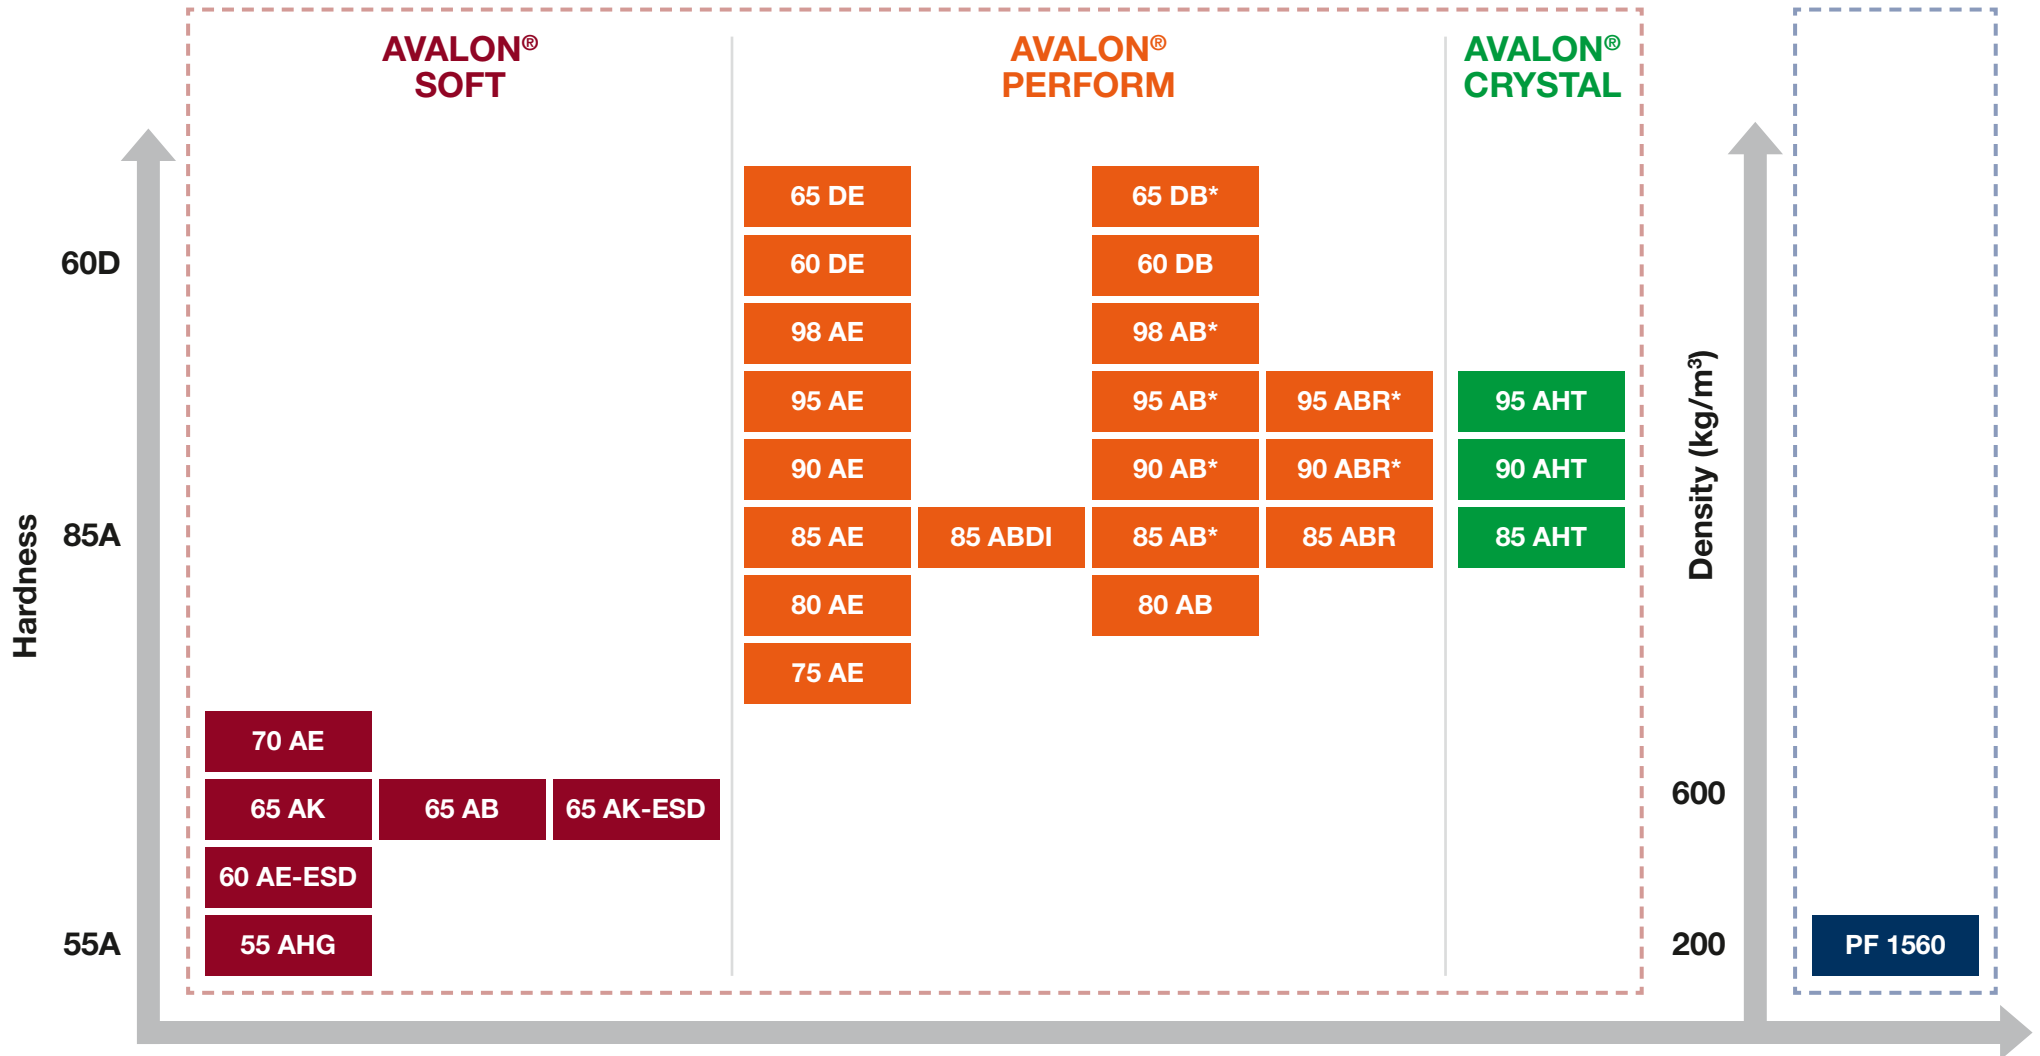 AVALON®
SOFT
AVALON®
PERFORM
AVALON®
CRYSTAL
65 DE
65 DB*
60D
60 DE
60 DB
98 AE
98 AB*
95 AE
95 AB*
95 ABR*
95 AHT
90 AE
90 AB*
90 ABR*
90 AHT
85A
85 AE
85 ABDI
85 AB*
85 ABR
85 AHT
80 AE
80 AB
75 AE
70 AE
65 AK
65 AB
65 AK-ESD
60 AE-ESD
55A
55 AHG
Hardness
Density (kg/m³)
600
200
PF 1560